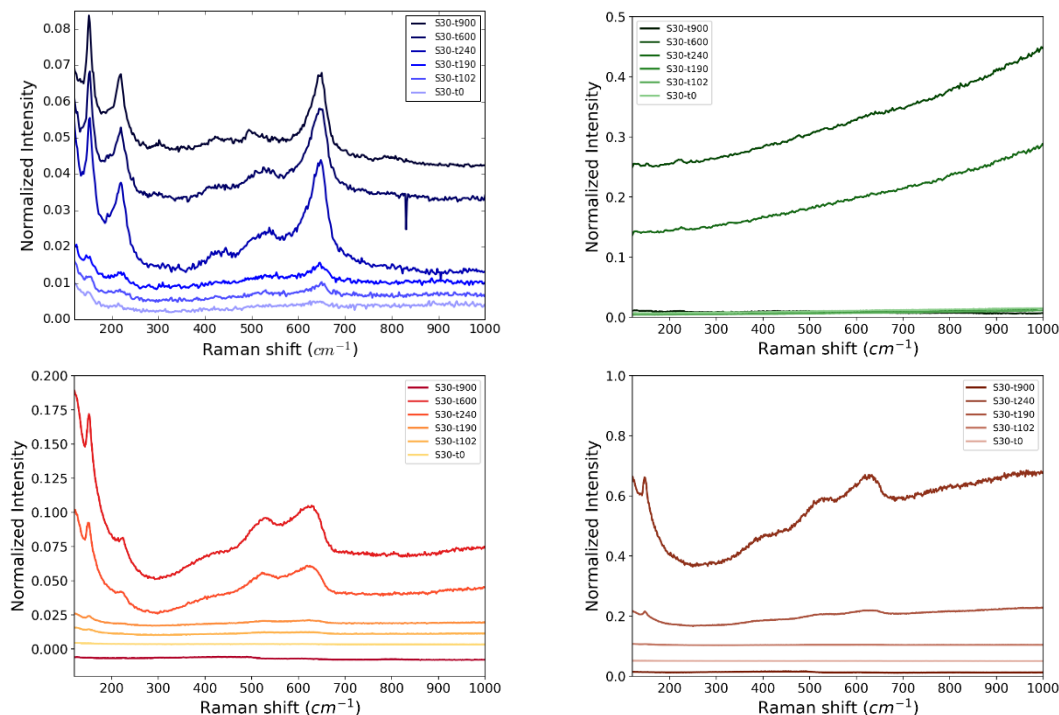 0.08
0.07
0.06
0.05
0.04
0.03
0.02
0.01
0.00
Normalized Intensity
S30-t900
S30-t600
S30-t240
S30-t190
S30-t102
S30-t0
200 300 400 500 600 700 800 900 1000
Raman shift (cm⁻¹)
0.5
0.4
0.3
0.2
0.1
0.0
Normalized Intensity
S30-t900
S30-t600
S30-t240
S30-t190
S30-t102
S30-t0
200 300 400 500 600 700 800 900 1000
Raman shift (cm⁻¹)
0.200
0.175
0.150
0.125
0.100
0.075
0.050
0.025
0.000
Normalized Intensity
S30-t900
S30-t600
S30-t240
S30-t190
S30-t102
S30-t0
200 300 400 500 600 700 800 900 1000
Raman shift (cm⁻¹)
1.0
0.8
0.6
0.4
0.2
0.0
Normalized Intensity
S30-t900
S30-t240
S30-t190
S30-t102
S30-t0
200 300 400 500 600 700 800 900 1000
Raman shift (cm⁻¹)